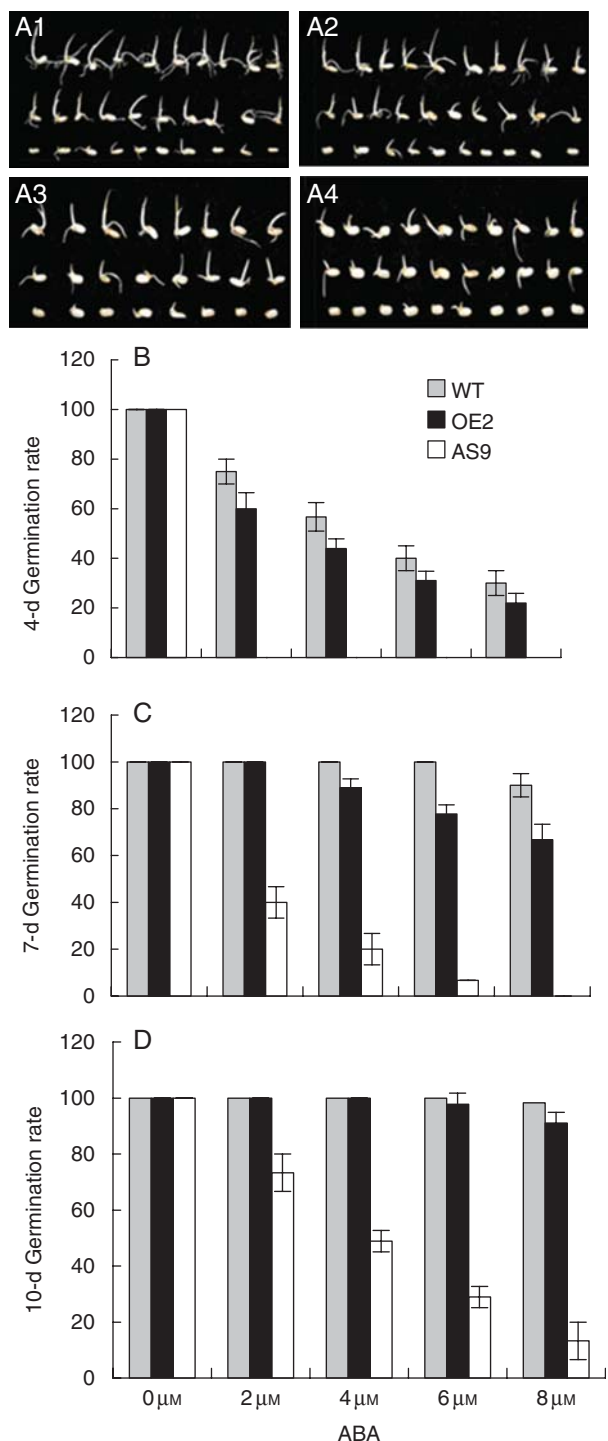 A1
A2
A3
A4
B
120
100
80
60
40
20
0
4-d Germination rate
WT
OE2
AS9
C
120
100
80
60
40
20
0
7-d Germination rate
D
120
100
80
60
40
20
0
10-d Germination rate
0 μM
2 μM
4 μM
6 μM
8 μM
ABA